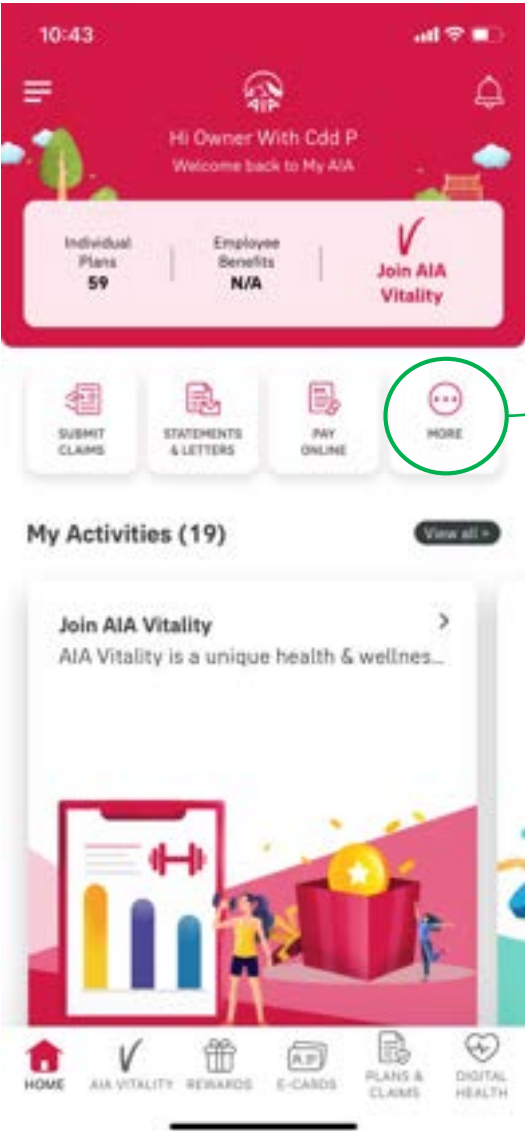 10:43
AIA
Hi Owner With Cdd P
Welcome back to My AIA
Individual
Plans
59
Employee
Benefits
N/A
Join AIA
Vitality
SUBMIT
CLAIMS
STATEMENTS
& LETTERS
PAY
ONLINE
MORE
My Activities (19)
View all >
Join AIA Vitality
AIA Vitality is a unique health & wellnes...
HOME
AIA VITALITY
REWARDS
E-CARDS
PLANS &
CLAIMS
DIGITAL
HEALTH